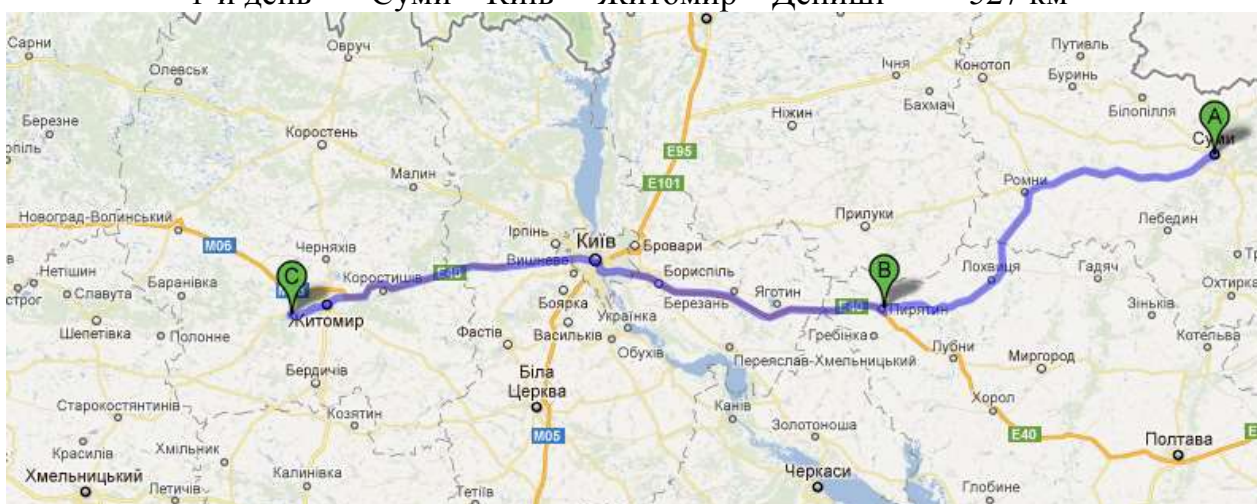 1-й день Суми – Київ – Житомир – Дениші 527 км
Сарни
Овруч
Путивль
Олевськ
Ічня
Конотоп
Буринь
Бахмач
Білопілля
A
Березне
Ніжин
Коростень
E95
Суми
Малин
E101
Ромни
Новоград-Волинський
Прилуки
Лебедин
M06
Ірпінь
Київ
Бровари
Черняхів
Вишневе
B
Нетішин
C
Коростишів
E40
Бориспіль
Лохвиця
Гадяч
Славута
Баранівка
Боярка
Березань
Яготин
E40
Пирятин
Охтирка
Житомир
Українка
Зіньків
Шепетівка
Полонне
Фастів
Васильків
Гребінка
Котельва
Обухів
Переяслав-Хмельницький
Лубни
Миргород
Бердичів
Біла
Церква
Старокостянтинів
Козятин
Канів
Хорол
Золотоноша
Красилів
Хмільник
M05
E40
Полтава
Хмельницький
Калинівка
Черкаси
Летичів
Тетіїв
Глобине